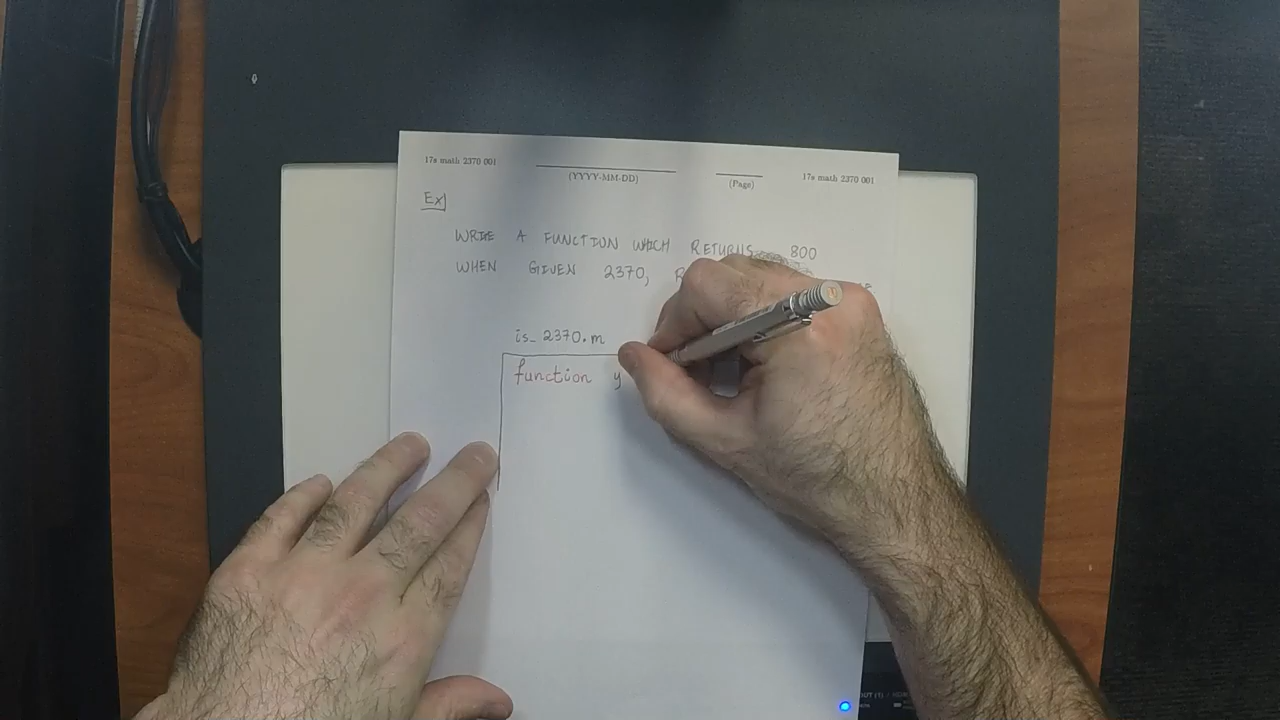 17s math 2370 001
(YYYY-MM-DD)
(Page)
17s math 2370 001
Ex
WRITE A FUNCTION WHICH RETURNS 800
WHEN GIVEN 2370,
is_2370.m
function y